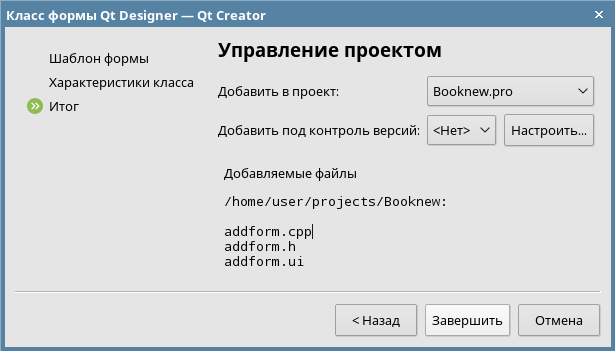 Класс формы Qt Designer — Qt Creator
Шаблон формы
Характеристики класса
Итог
Управление проектом
Добавить в проект: Booknew.pro
Добавить под контроль версий: <Нет> Настроить...
Добавляемые файлы
/home/user/projects/Booknew:
addform.cpp
addform.h
addform.ui
< Назад Завершить Отмена